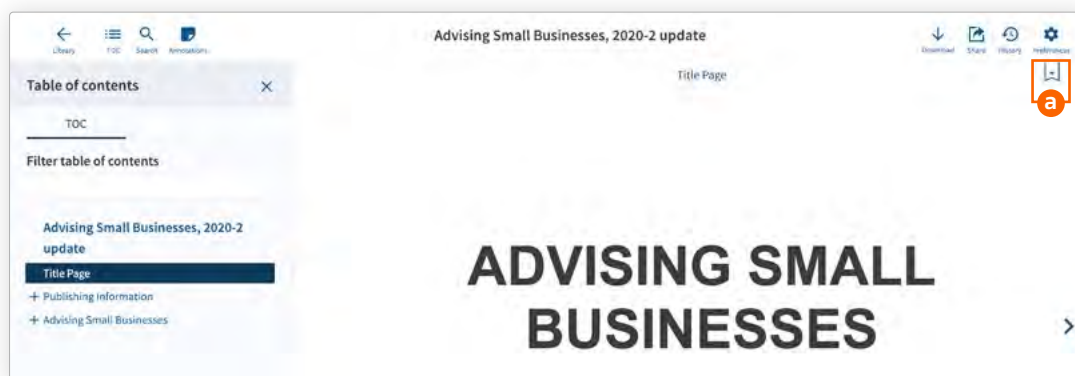 Library TOC Search Annotations
Advising Small Businesses, 2020-2 update
Download Share History Preferences
Table of contents
Title Page
a
TOC
Filter table of contents
Advising Small Businesses, 2020-2
update
Title Page
+ Publishing Information
+ Advising Small Businesses
ADVISING SMALL
BUSINESSES